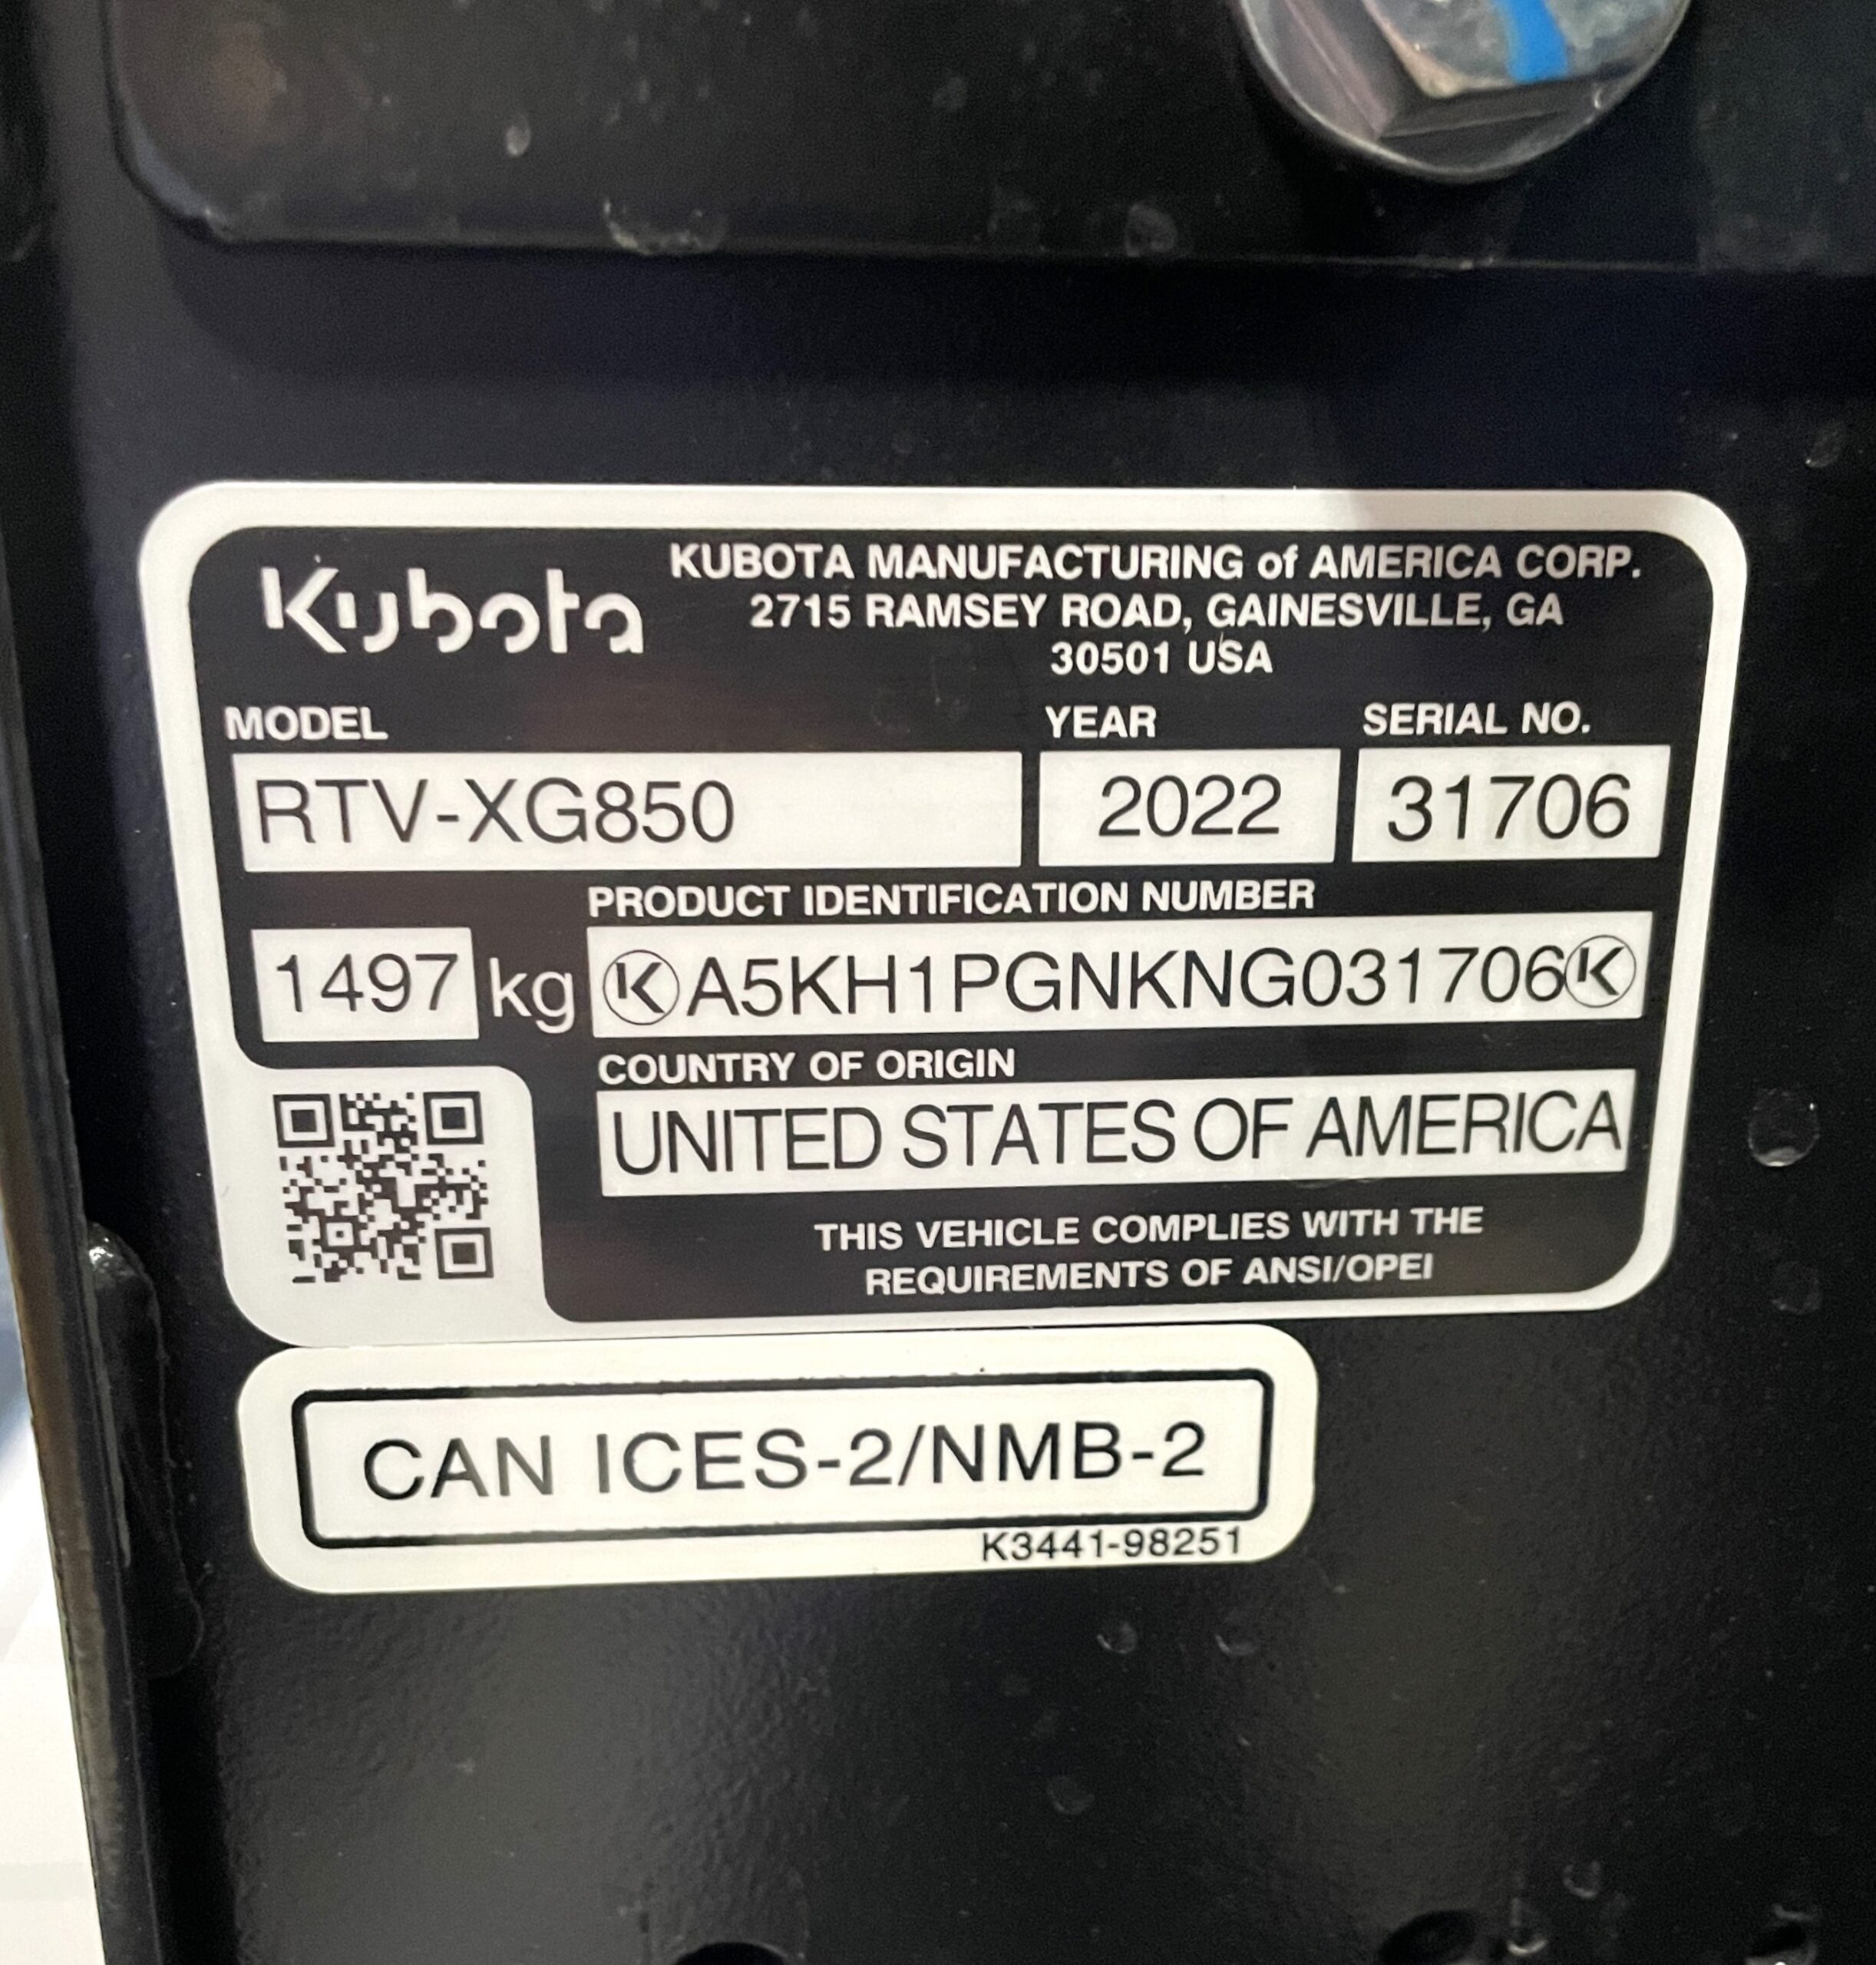 Kubota
KUBOTA MANUFACTURING of AMERICA CORP.
2715 RAMSEY ROAD, GAINESVILLE, GA
30501 USA
MODEL YEAR SERIAL NO.
RTV-XG850 2022 31706
PRODUCT IDENTIFICATION NUMBER
1497 kg K A5KH1PGNKNG031706 K
COUNTRY OF ORIGIN
UNITED STATES OF AMERICA
THIS VEHICLE COMPLIES WITH THE
REQUIREMENTS OF ANSI/OPEI
CAN ICES-2/NMB-2
K3441-98251